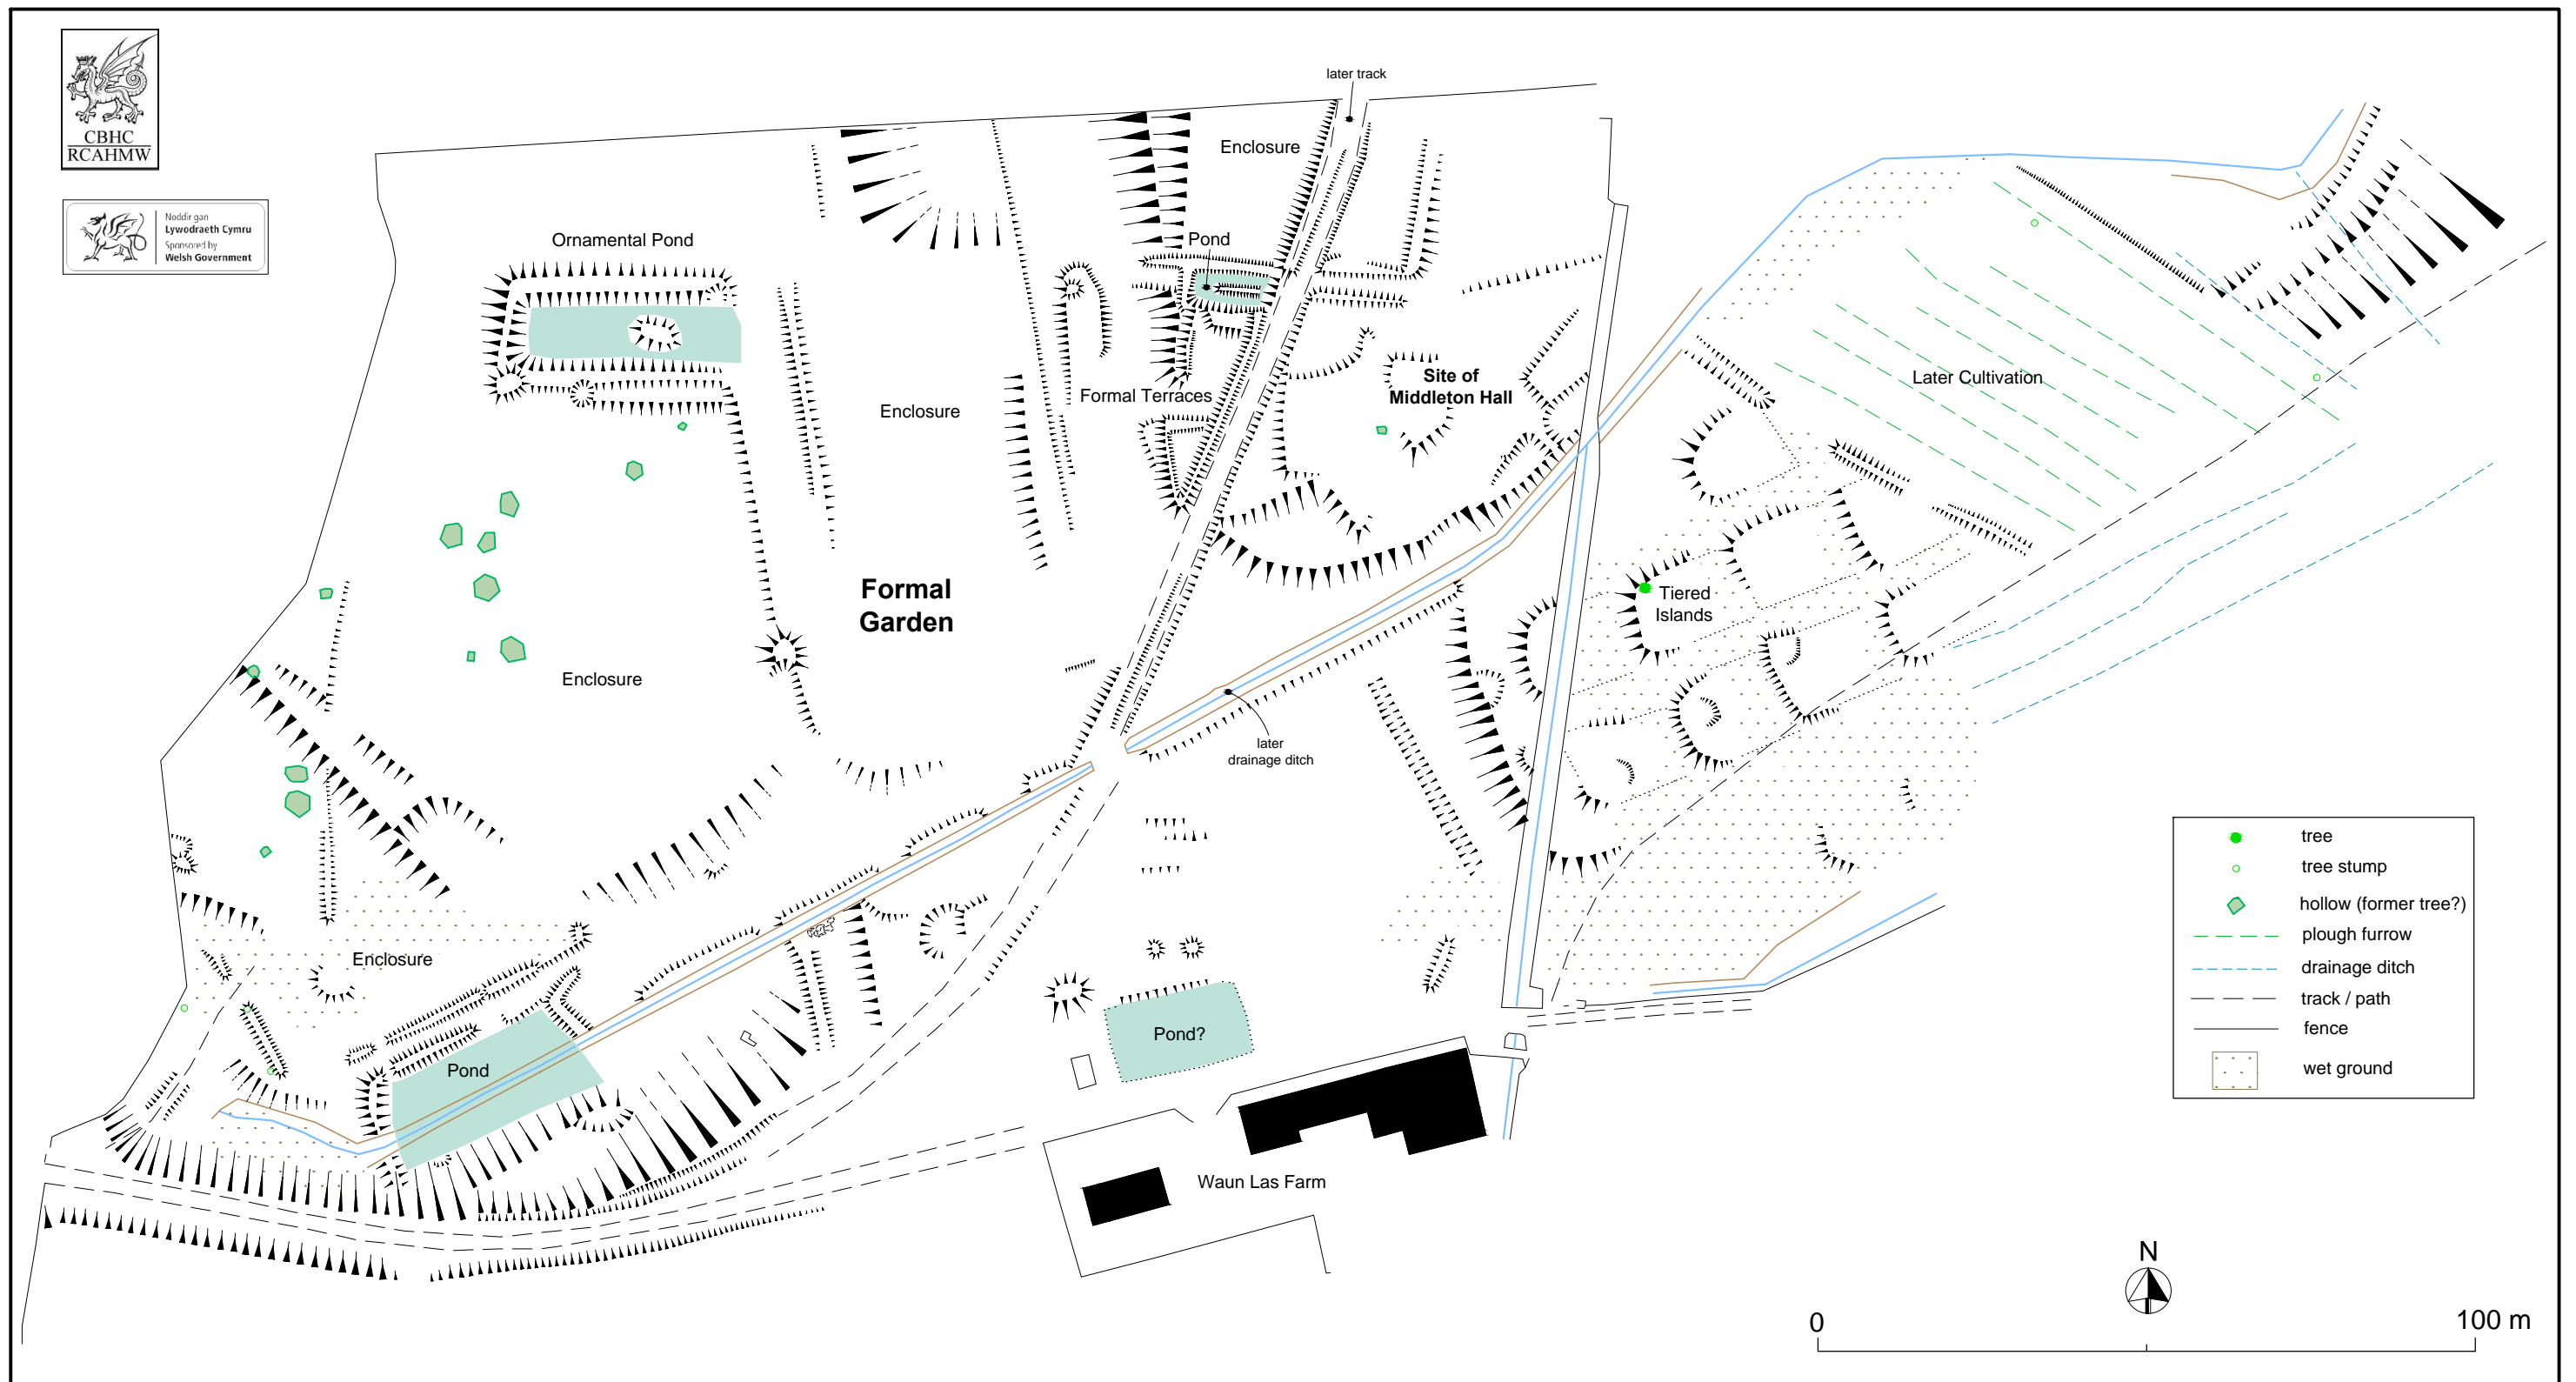 CBHC
RCAHMW
Noddir gan
Lywodraeth Cymru
Sponsored by
Welsh Government
later track
Enclosure
Ornamental Pond
Pond
Formal Terraces
Site of
Middleton Hall
Enclosure
Later Cultivation
Formal
Garden
Tiered
Islands
Enclosure
later
drainage ditch
Enclosure
Pond
Pond?
Waun Las Farm
tree
tree stump
hollow (former tree?)
plough furrow
drainage ditch
track / path
fence
wet ground
N
0
100 m